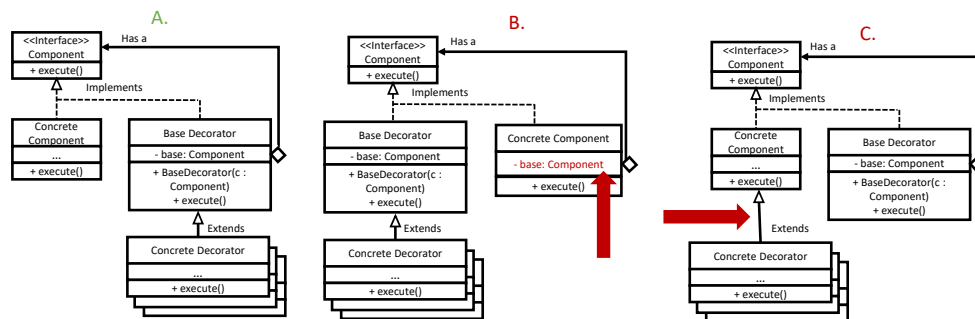 A.
<<Interface>>
Component
+ execute()
Has a
Implements
Concrete
Component
...
+ execute()
Base Decorator
- base: Component
+ BaseDecorator(c :
Component)
+ execute()
Extends
Concrete Decorator
...
+ execute()
B.
<<Interface>>
Component
+ execute()
Has a
Implements
Base Decorator
- base: Component
+ BaseDecorator(c :
Component)
+ execute()
Concrete Component
- base: Component
+ execute()
Extends
Concrete Decorator
...
+ execute()
C.
<<Interface>>
Component
+ execute()
Has a
Implements
Concrete
Component
...
+ execute()
Base Decorator
- base: Component
+ BaseDecorator(c :
Component)
+ execute()
Extends
Concrete Decorator
...
+ execute()